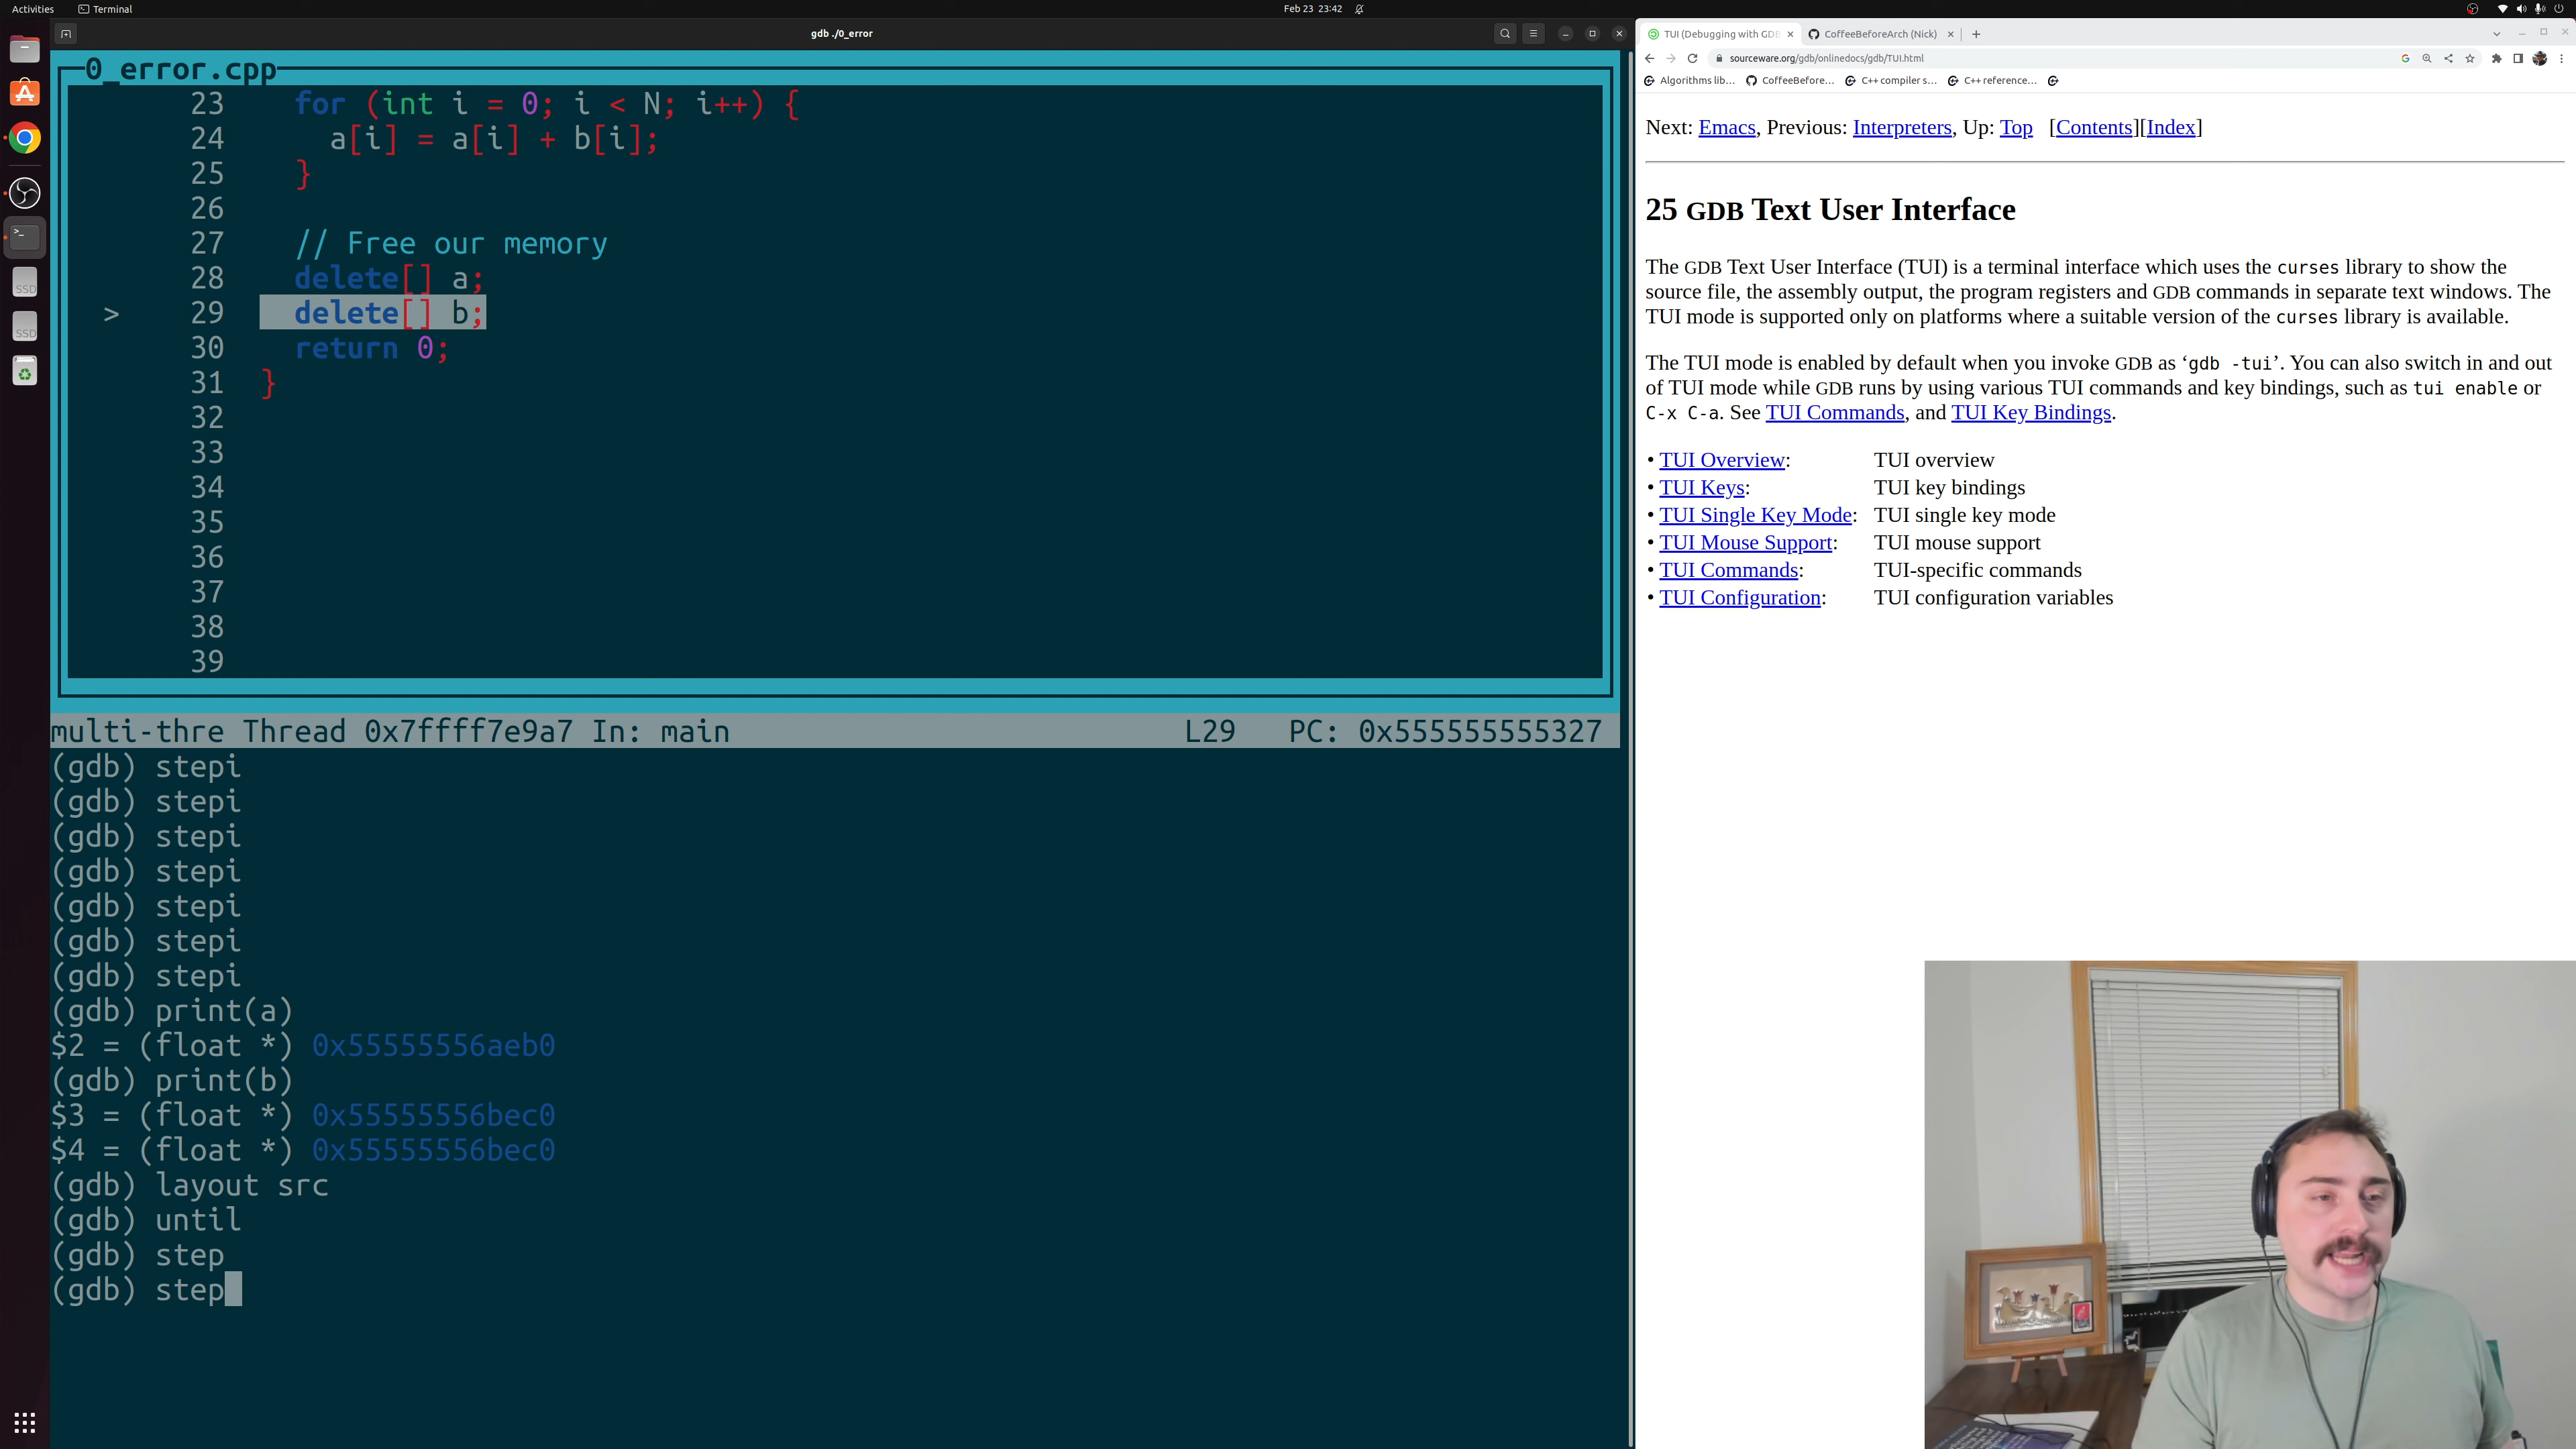 Activities
Terminal
Feb 23 23:42
gdb ./0_error
0_error.cpp
23 for (int i = 0; i < N; i++) {
24 a[i] = a[i] + b[i];
25 }
26
27 // Free our memory
28 delete[] a;
> 29 delete[] b;
30 return 0;
31 }
32
33
34
35
36
37
38
39
multi-thre Thread 0x7ffff7e9a7 In: main L29 PC: 0x555555555327
(gdb) stepi
(gdb) stepi
(gdb) stepi
(gdb) stepi
(gdb) stepi
(gdb) stepi
(gdb) stepi
(gdb) print(a)
$2 = (float *) 0x55555556aeb0
(gdb) print(b)
$3 = (float *) 0x55555556bec0
$4 = (float *) 0x55555556bec0
(gdb) layout src
(gdb) until
(gdb) step
(gdb) step
SSD
SSD
TUI (Debugging with GDB
CoffeeBeforeArch (Nick)
sourceware.org/gdb/onlinedocs/gdb/TUI.html
Algorithms lib... CoffeeBefore... C++ compiler s... C++ reference...
Next: Emacs, Previous: Interpreters, Up: Top [Contents][Index]
25 GDB Text User Interface
The GDB Text User Interface (TUI) is a terminal interface which uses the curses library to show the
source file, the assembly output, the program registers and GDB commands in separate text windows. The
TUI mode is supported only on platforms where a suitable version of the curses library is available.
The TUI mode is enabled by default when you invoke GDB as ‘gdb -tui’. You can also switch in and out
of TUI mode while GDB runs by using various TUI commands and key bindings, such as tui enable or
C-x C-a. See TUI Commands, and TUI Key Bindings.
• TUI Overview: TUI overview
• TUI Keys: TUI key bindings
• TUI Single Key Mode: TUI single key mode
• TUI Mouse Support: TUI mouse support
• TUI Commands: TUI-specific commands
• TUI Configuration: TUI configuration variables